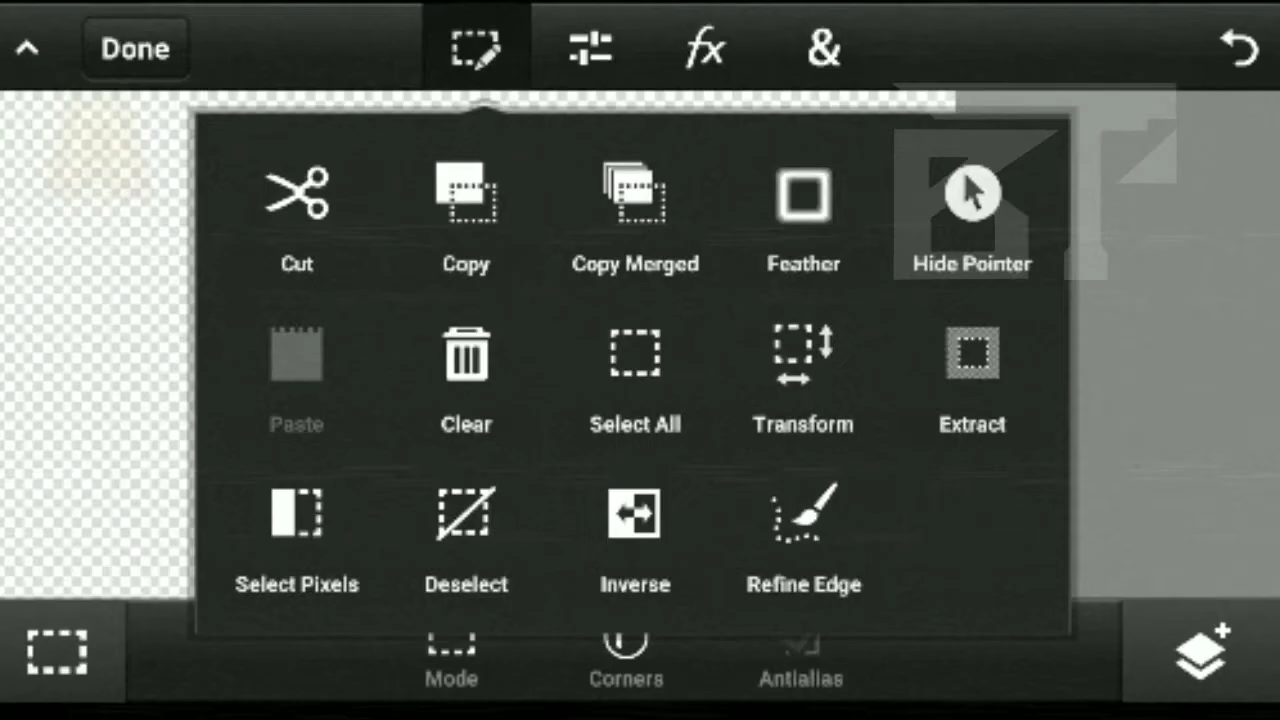 Done fx &
Cut Copy Copy Merged Feather Hide Pointer
Paste Clear Select All Transform Extract
Select Pixels Deselect Inverse Refine Edge
Mode Corners Antialias